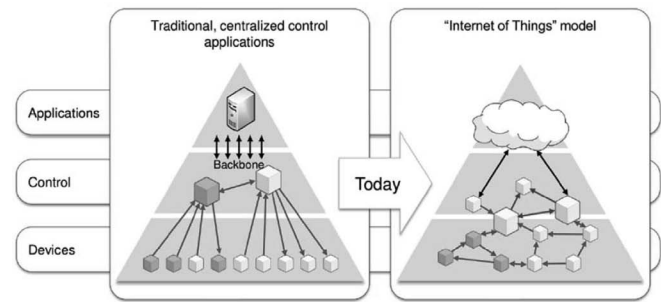 Traditional, centralized control
applications
“Internet of Things” model
Applications
Backbone
Control
Today
Devices